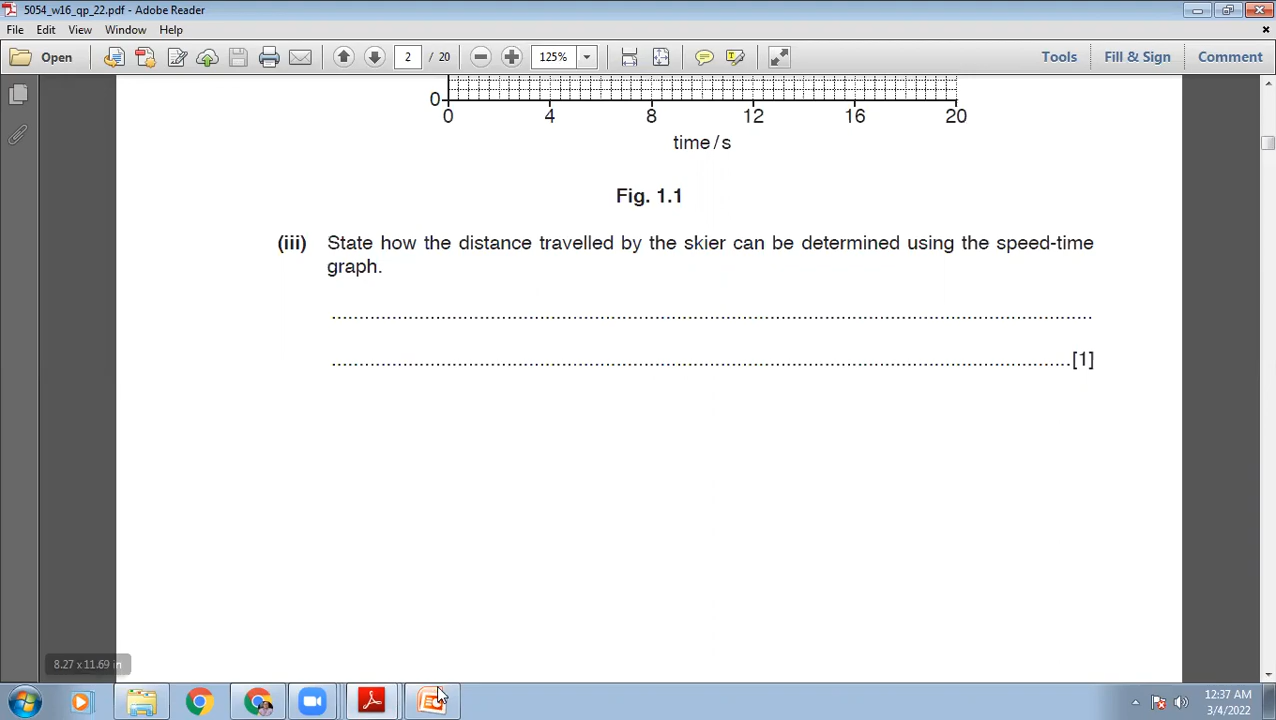 5054_w16_qp_22.pdf - Adobe Reader
File Edit View Window Help
Open 2 / 20 125% Tools Fill & Sign Comment
0
0 4 8 12 16 20
time / s
Fig. 1.1
(iii) State how the distance travelled by the skier can be determined using the speed-time
graph.
..........................................................................................................................................
......................................................................................................................................[1]
8.27 x 11.69 in
12:37 AM
3/4/2022